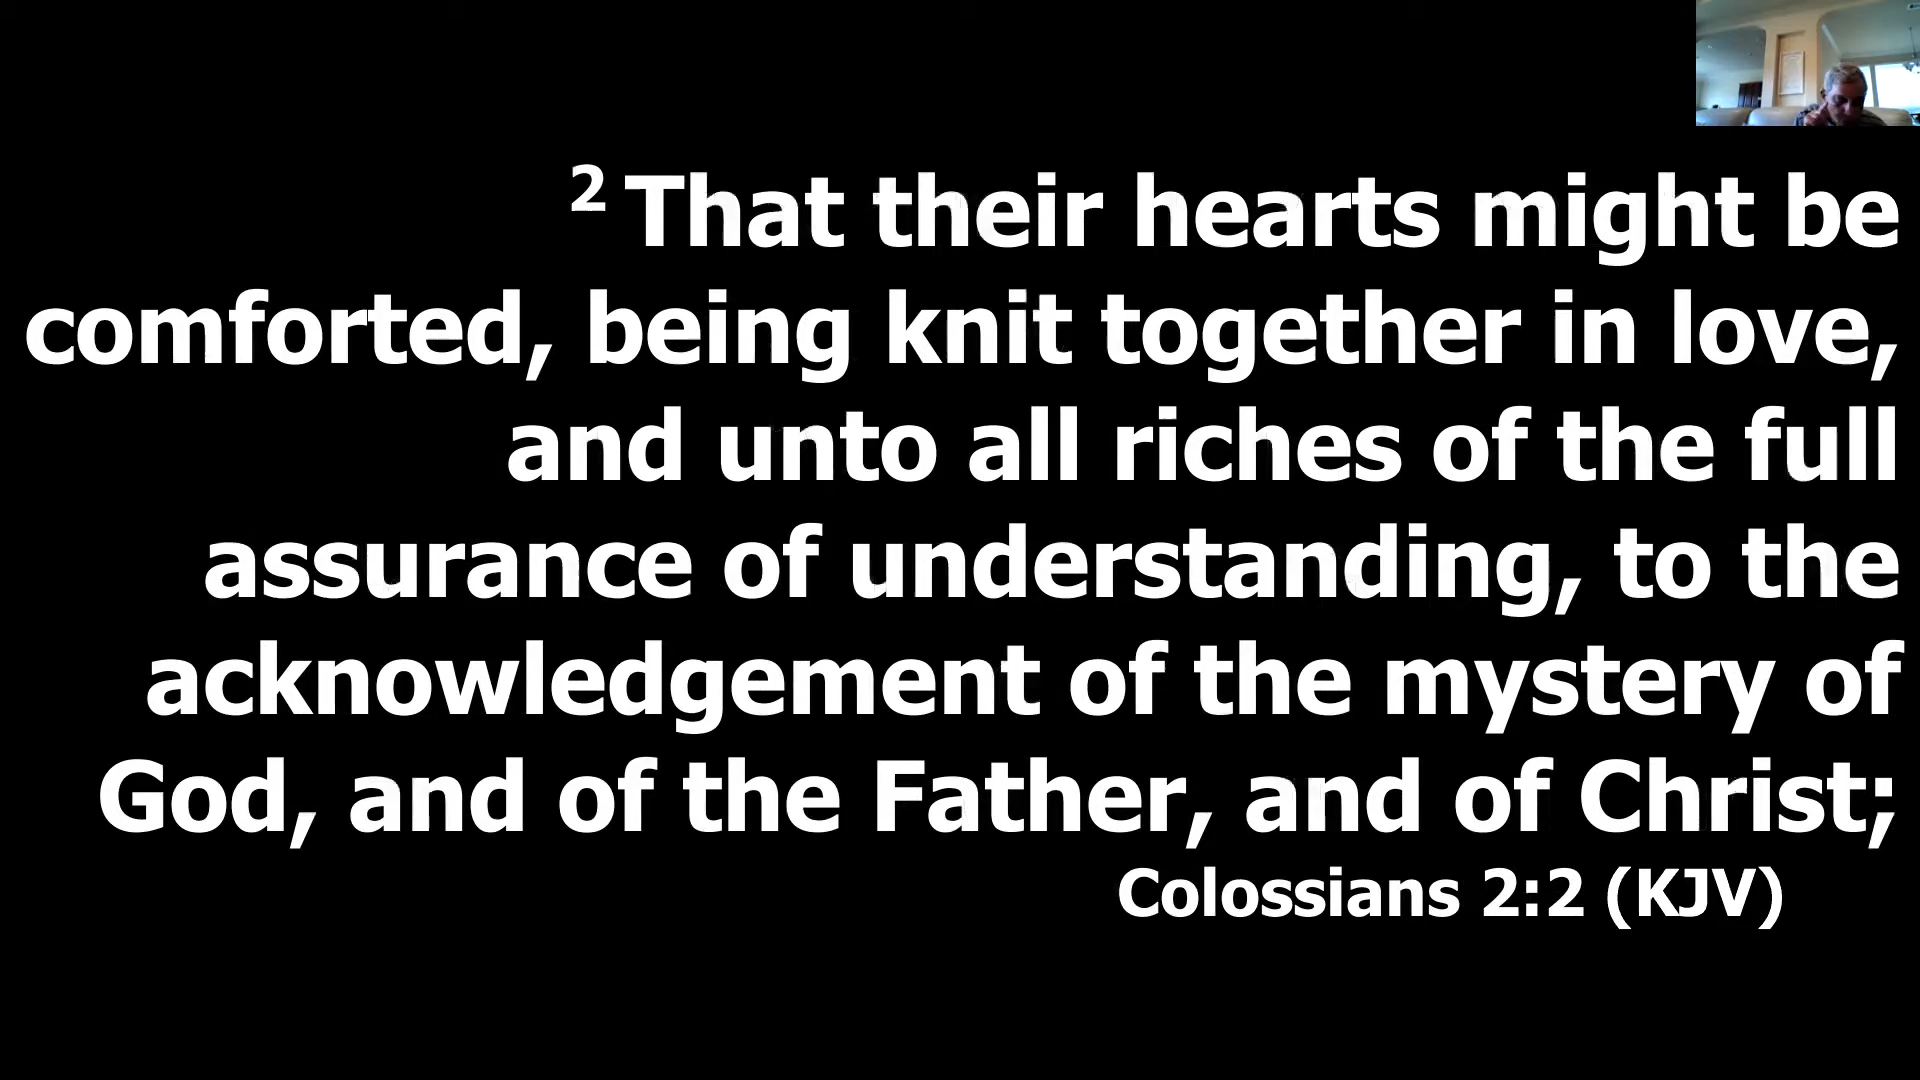 2 That their hearts might be
comforted, being knit together in love,
and unto all riches of the full
assurance of understanding, to the
acknowledgement of the mystery of
God, and of the Father, and of Christ;
Colossians 2:2 (KJV)